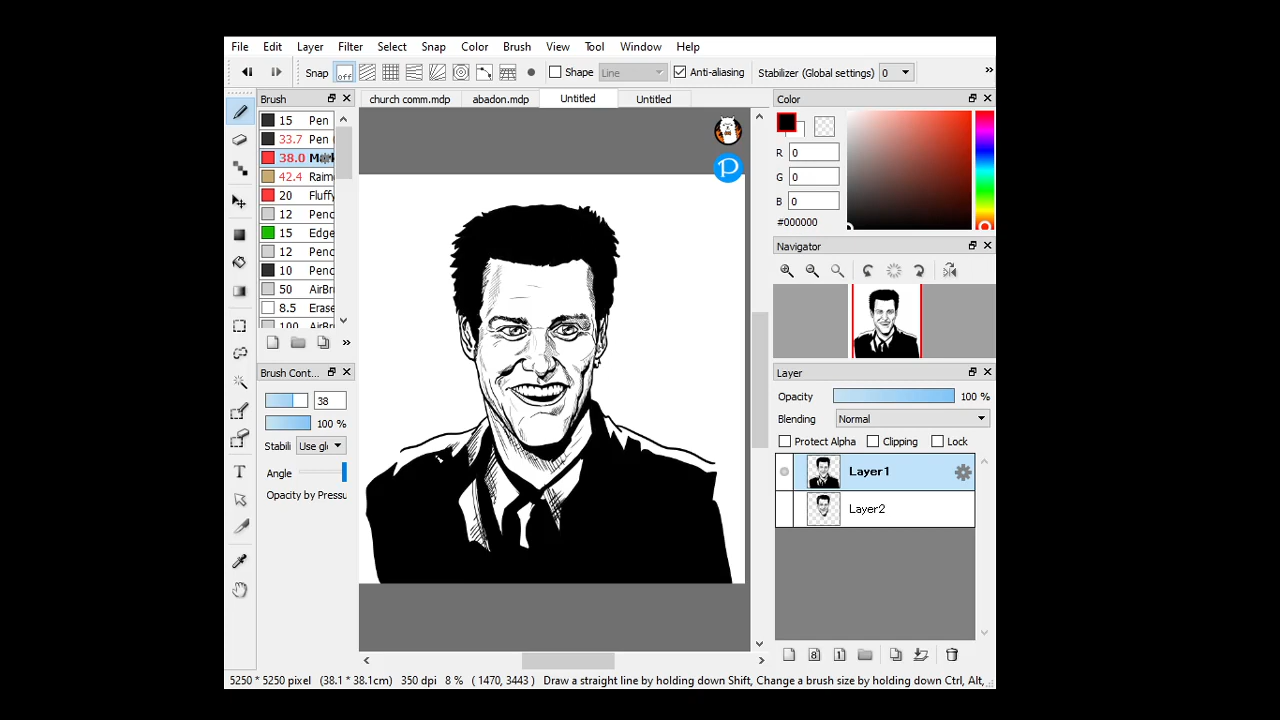 File Edit Layer Filter Select Snap Color Brush View Tool Window Help
Snap off Shape Line Anti-aliasing Stabilizer (Global settings) 0 »
Brush church comm.mdp abadon.mdp Untitled Untitled Color
15 Pen
33.7 Pen
38.0
42.4 Raim
20 Fluffy
12 Penc
15 Edge
12 Penc
10 Penc
50 AirBr
8.5 Erase
100 AirBr
»
Brush Cont...
38
100 %
Stabili Use gl
Angle
Opacity by Pressu
P
R 0
G 0
B 0
#000000
Navigator
Layer
Opacity 100 %
Blending Normal
Protect Alpha Clipping Lock
Layer1
Layer2
8 1
5250 * 5250 pixel (38.1 * 38.1cm) 350 dpi 8 % ( 1470, 3443 ) Draw a straight line by holding down Shift, Change a brush size by holding down Ctrl, Alt,